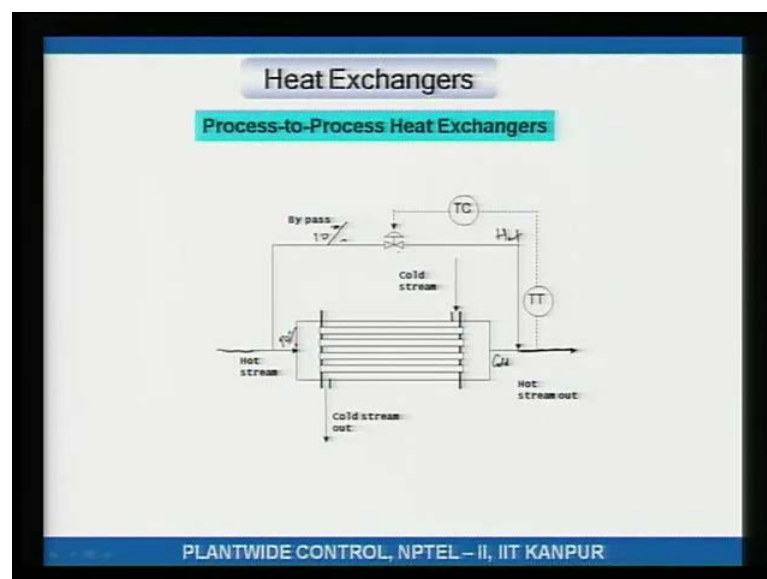 Heat Exchangers
Process-to-Process Heat Exchangers
TC
By pass
Hot
Cold
stream
TT
Hot
stream
Hot
stream out
Cold stream
out
PLANTWIDE CONTROL, NPTEL – II, IIT KANPUR